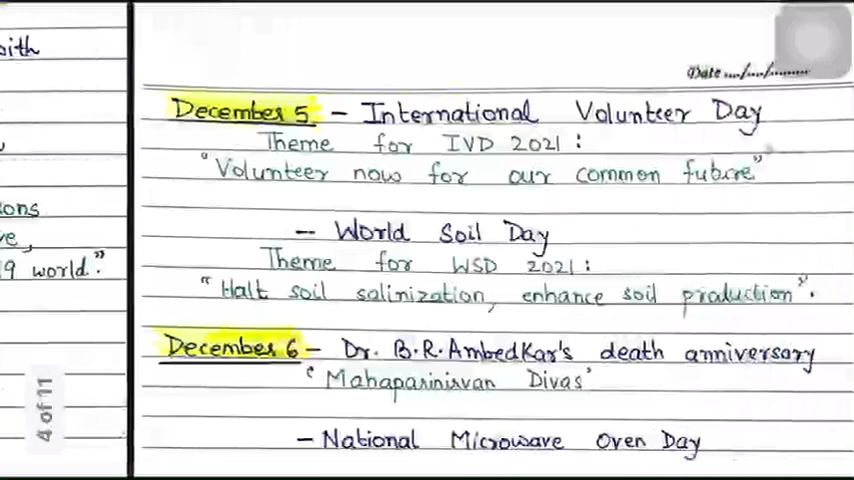 with
ons
ve,
19 world."
Date ..../..../.........
December 5 - International Volunteer Day
Theme for IVD 2021 :
"Volunteer now for our common future"
- World Soil Day
Theme for WSD 2021 :
"Halt soil salinization, enhance soil production".
December 6 - Dr. B.R. Ambedkar's death anniversary
'Mahaparinirvan Divas'
- National Microwave Oven Day
4 of 11